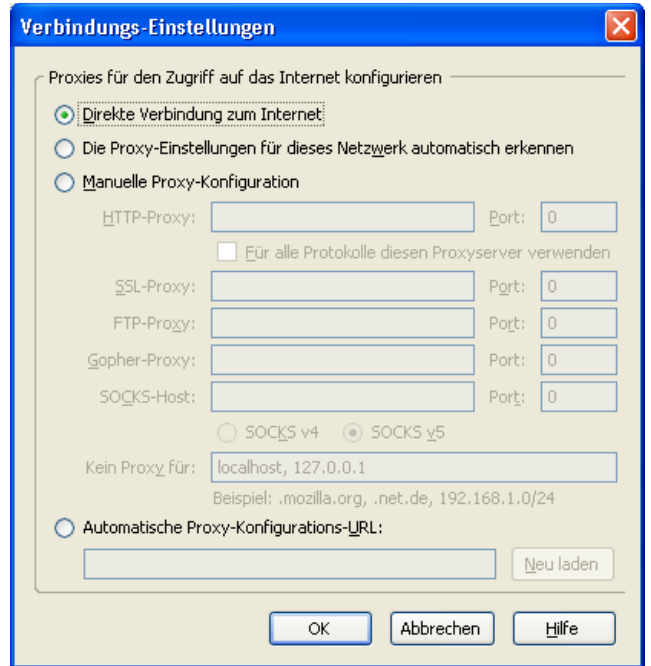 Verbindungs-Einstellungen
Proxies für den Zugriff auf das Internet konfigurieren
Direkte Verbindung zum Internet
Die Proxy-Einstellungen für dieses Netzwerk automatisch erkennen
Manuelle Proxy-Konfiguration
HTTP-Proxy: Port: 0
Für alle Protokolle diesen Proxyserver verwenden
SSL-Proxy: Port: 0
FTP-Proxy: Port: 0
Gopher-Proxy: Port: 0
SOCKS-Host: Port: 0
SOCKS v4 SOCKS v5
Kein Proxy für: localhost, 127.0.0.1
Beispiel: .mozilla.org, .net.de, 192.168.1.0/24
Automatische Proxy-Konfigurations-URL:
Neu laden
OK Abbrechen Hilfe